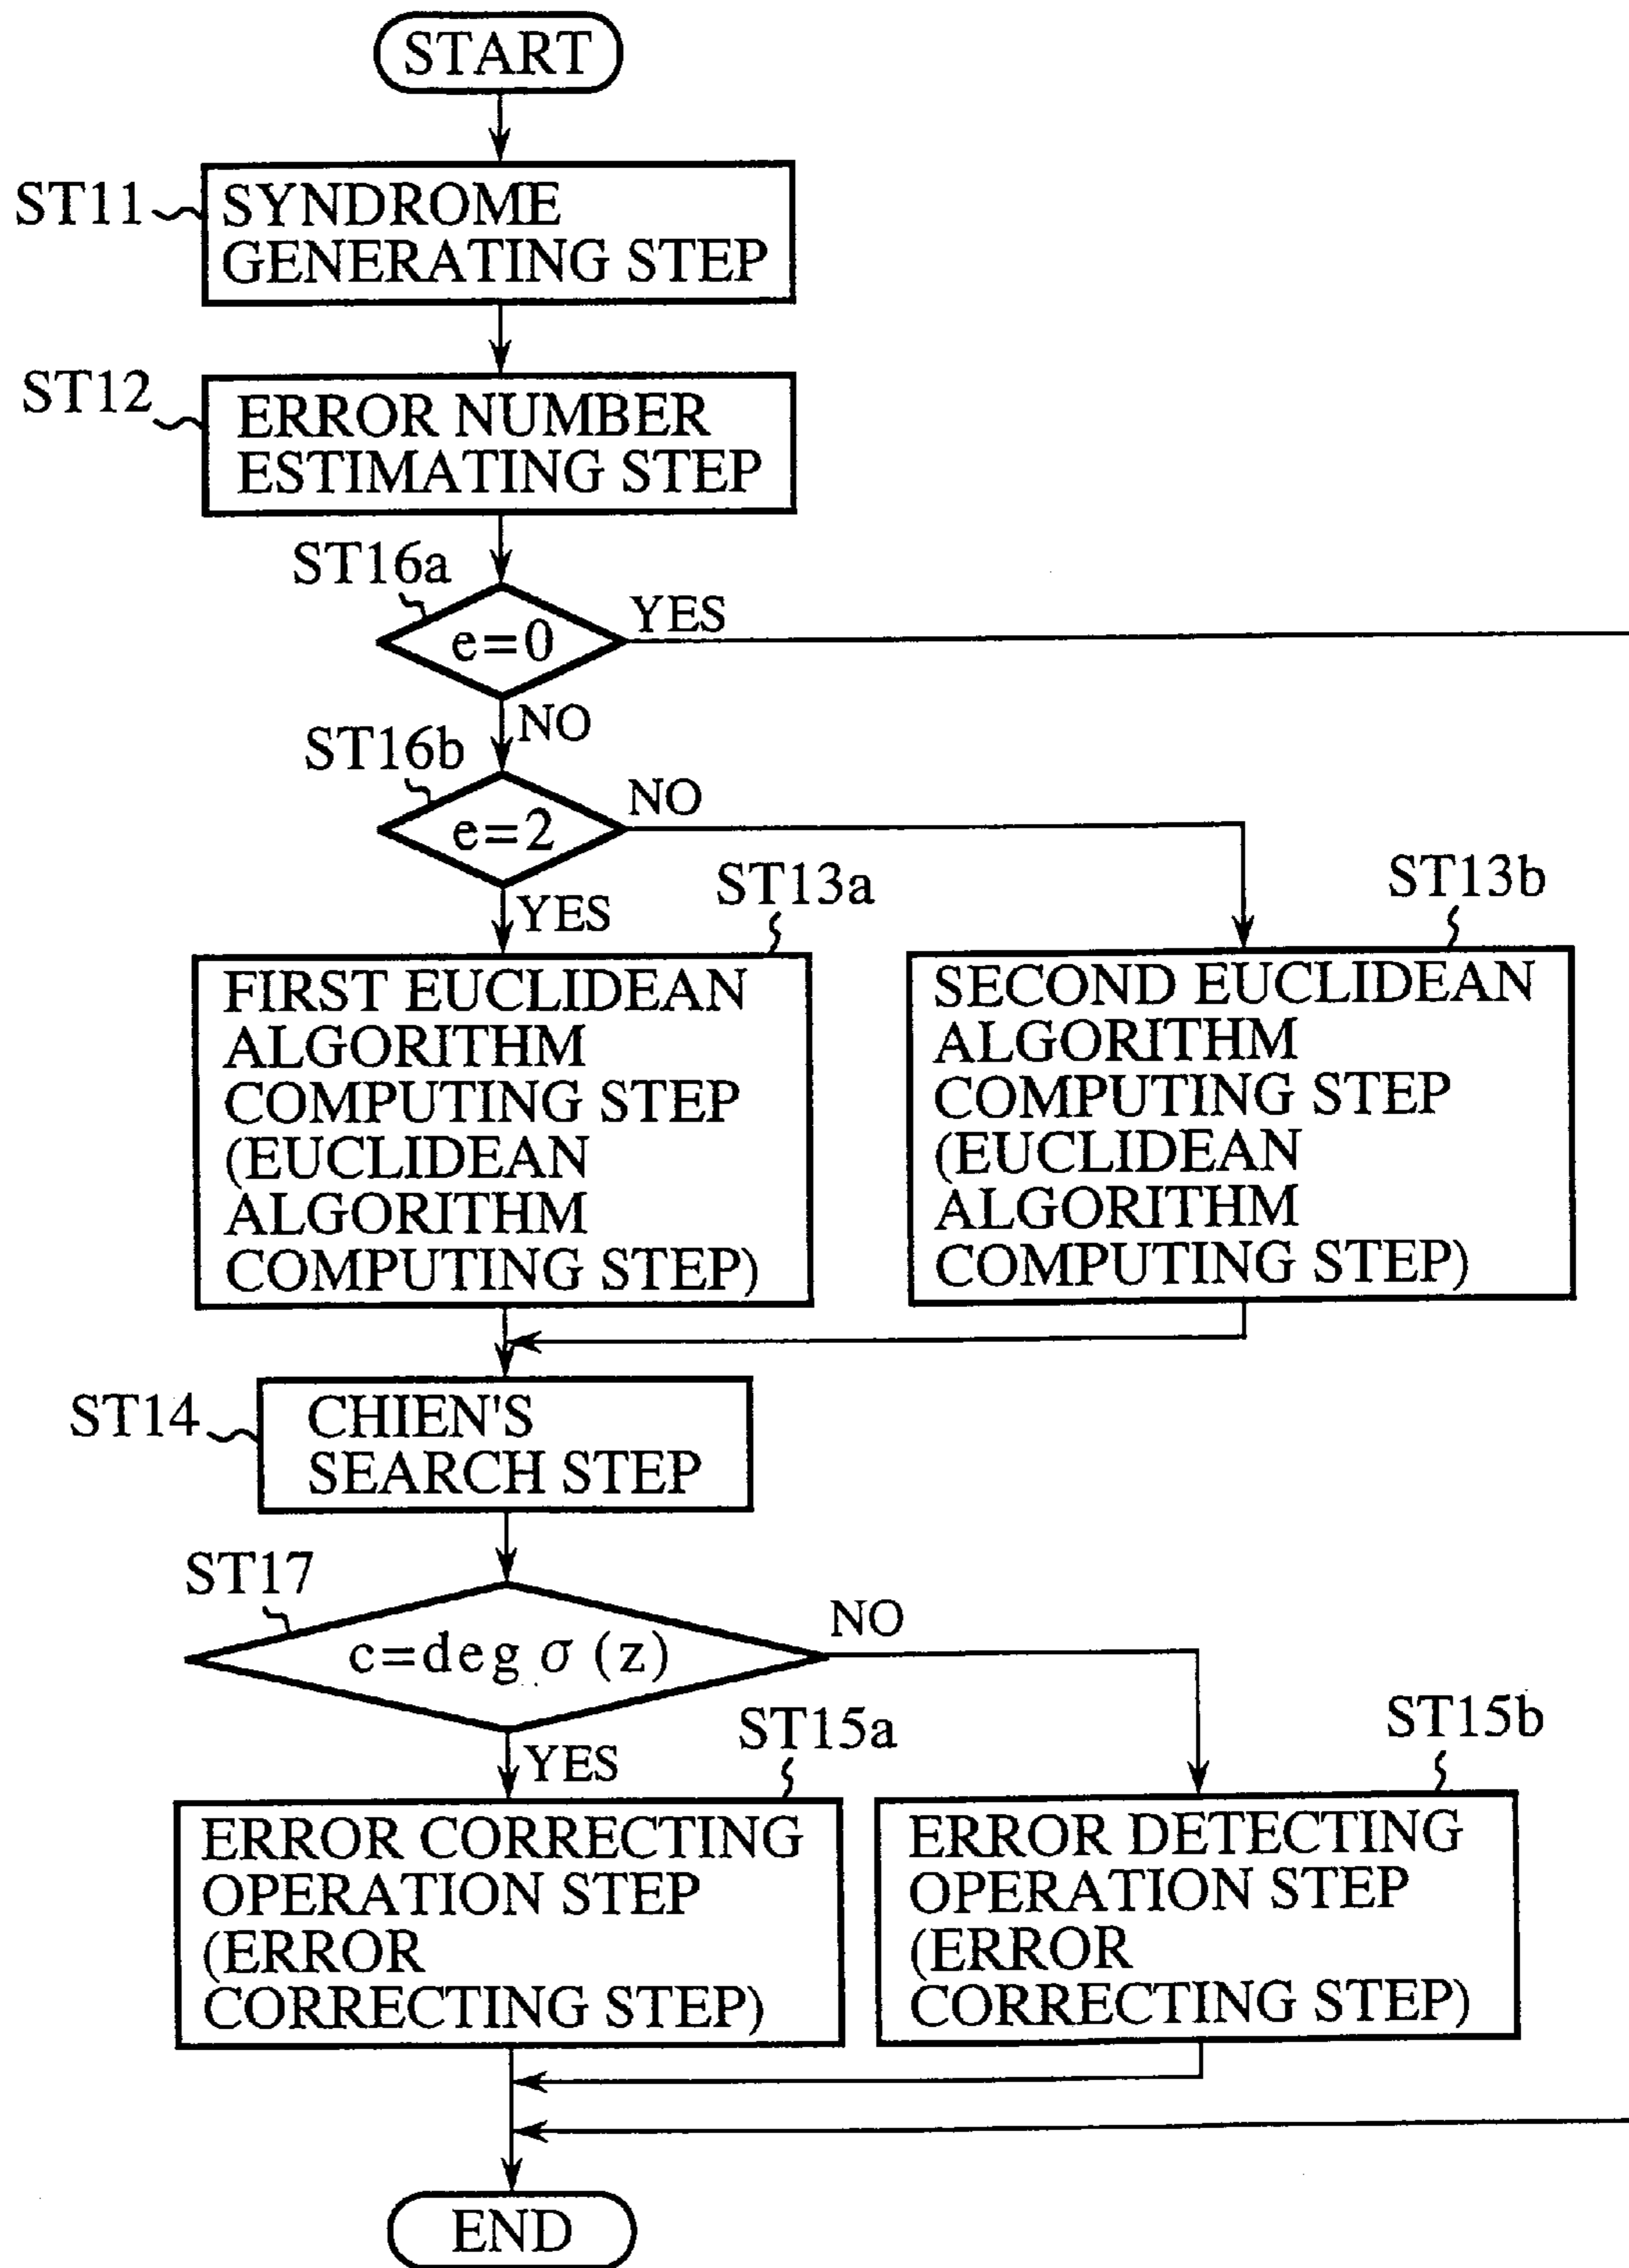 START
ST11
SYNDROME
GENERATING STEP
ST12
ERROR NUMBER
ESTIMATING STEP
ST16a
e=0
YES
NO
ST16b
e=2
NO
YES
ST13a
FIRST EUCLIDEAN
ALGORITHM
COMPUTING STEP
(EUCLIDEAN
ALGORITHM
COMPUTING STEP)
ST13b
SECOND EUCLIDEAN
ALGORITHM
COMPUTING STEP
(EUCLIDEAN
ALGORITHM
COMPUTING STEP)
ST14
CHIEN'S
SEARCH STEP
ST17
c=deg σ (z)
NO
YES
ST15a
ERROR CORRECTING
OPERATION STEP
(ERROR
CORRECTING STEP)
ST15b
ERROR DETECTING
OPERATION STEP
(ERROR
CORRECTING STEP)
END